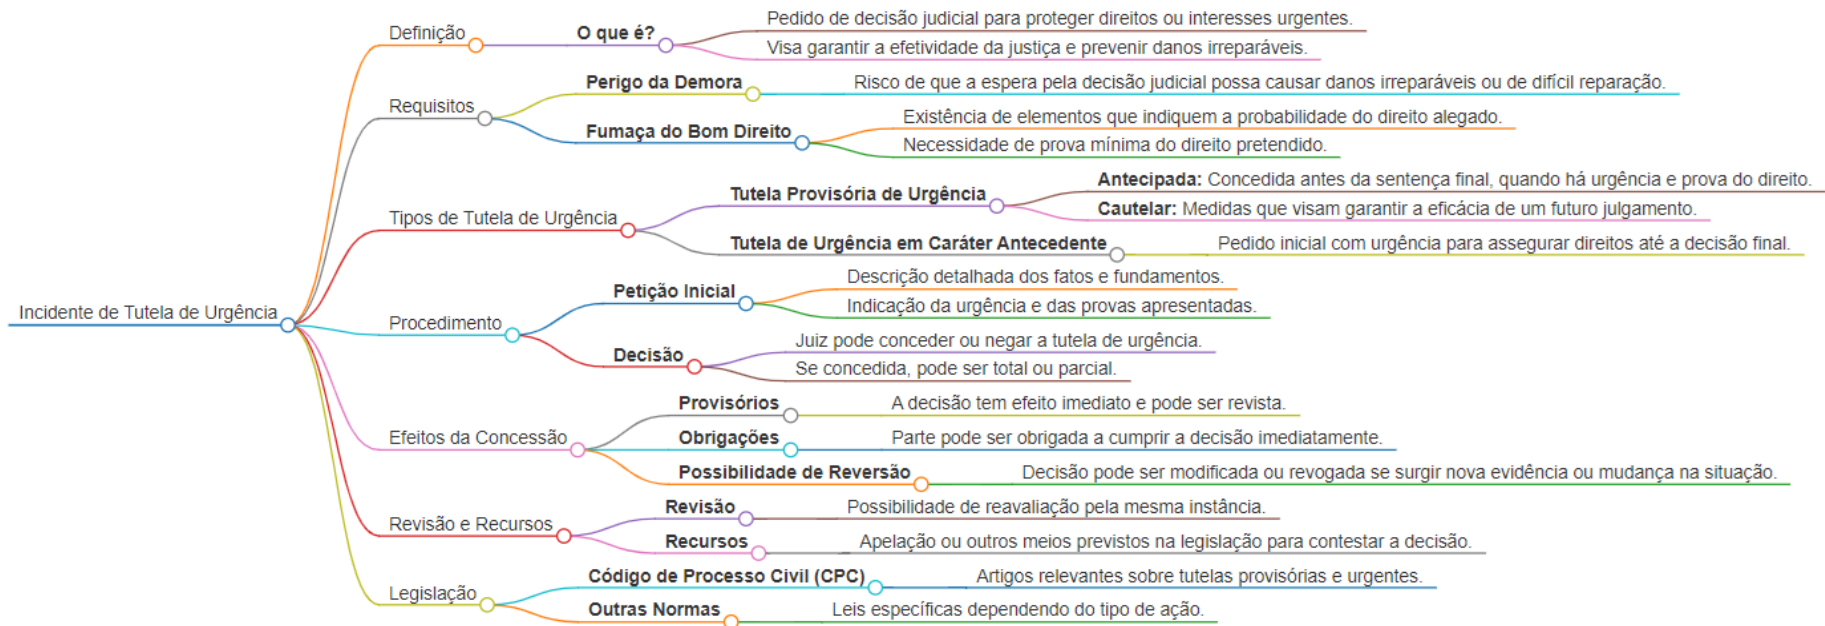 Incidente de Tutela de Urgência
Definição
O que é?
Pedido de decisão judicial para proteger direitos ou interesses urgentes.
Visa garantir a efetividade da justiça e prevenir danos irreparáveis.
Requisitos
Perigo da Demora
Risco de que a espera pela decisão judicial possa causar danos irreparáveis ou de difícil reparação.
Fumaça do Bom Direito
Existência de elementos que indiquem a probabilidade do direito alegado.
Necessidade de prova mínima do direito pretendido.
Tipos de Tutela de Urgência
Tutela Provisória de Urgência
Antecipada: Concedida antes da sentença final, quando há urgência e prova do direito.
Cautelar: Medidas que visam garantir a eficácia de um futuro julgamento.
Tutela de Urgência em Caráter Antecedente
Pedido inicial com urgência para assegurar direitos até a decisão final.
Procedimento
Petição Inicial
Descrição detalhada dos fatos e fundamentos.
Indicação da urgência e das provas apresentadas.
Decisão
Juiz pode conceder ou negar a tutela de urgência.
Se concedida, pode ser total ou parcial.
Efeitos da Concessão
Provisórios
A decisão tem efeito imediato e pode ser revista.
Obrigações
Parte pode ser obrigada a cumprir a decisão imediatamente.
Possibilidade de Reversão
Decisão pode ser modificada ou revogada se surgir nova evidência ou mudança na situação.
Revisão e Recursos
Revisão
Possibilidade de reavaliação pela mesma instância.
Recursos
Apelação ou outros meios previstos na legislação para contestar a decisão.
Legislação
Código de Processo Civil (CPC)
Artigos relevantes sobre tutelas provisórias e urgentes.
Outras Normas
Leis específicas dependendo do tipo de ação.